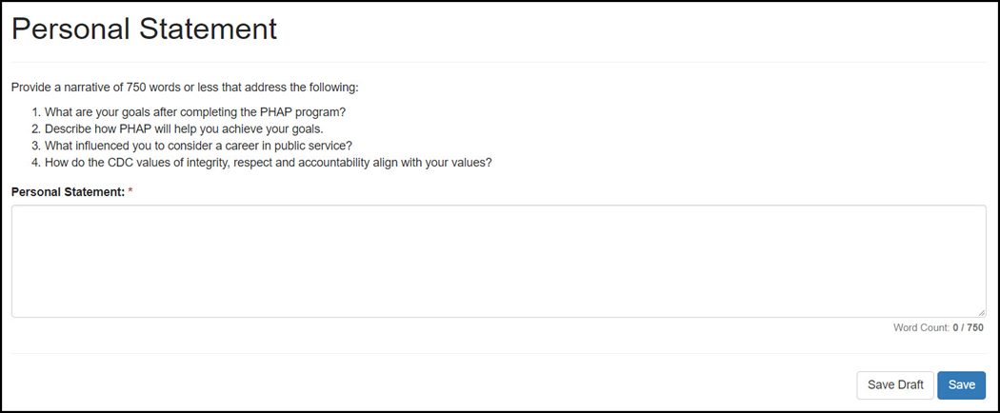 Personal Statement
Provide a narrative of 750 words or less that address the following:
1. What are your goals after completing the PHAP program?
2. Describe how PHAP will help you achieve your goals.
3. What influenced you to consider a career in public service?
4. How do the CDC values of integrity, respect and accountability align with your values?
Personal Statement: *
Word Count: 0 / 750
Save Draft Save